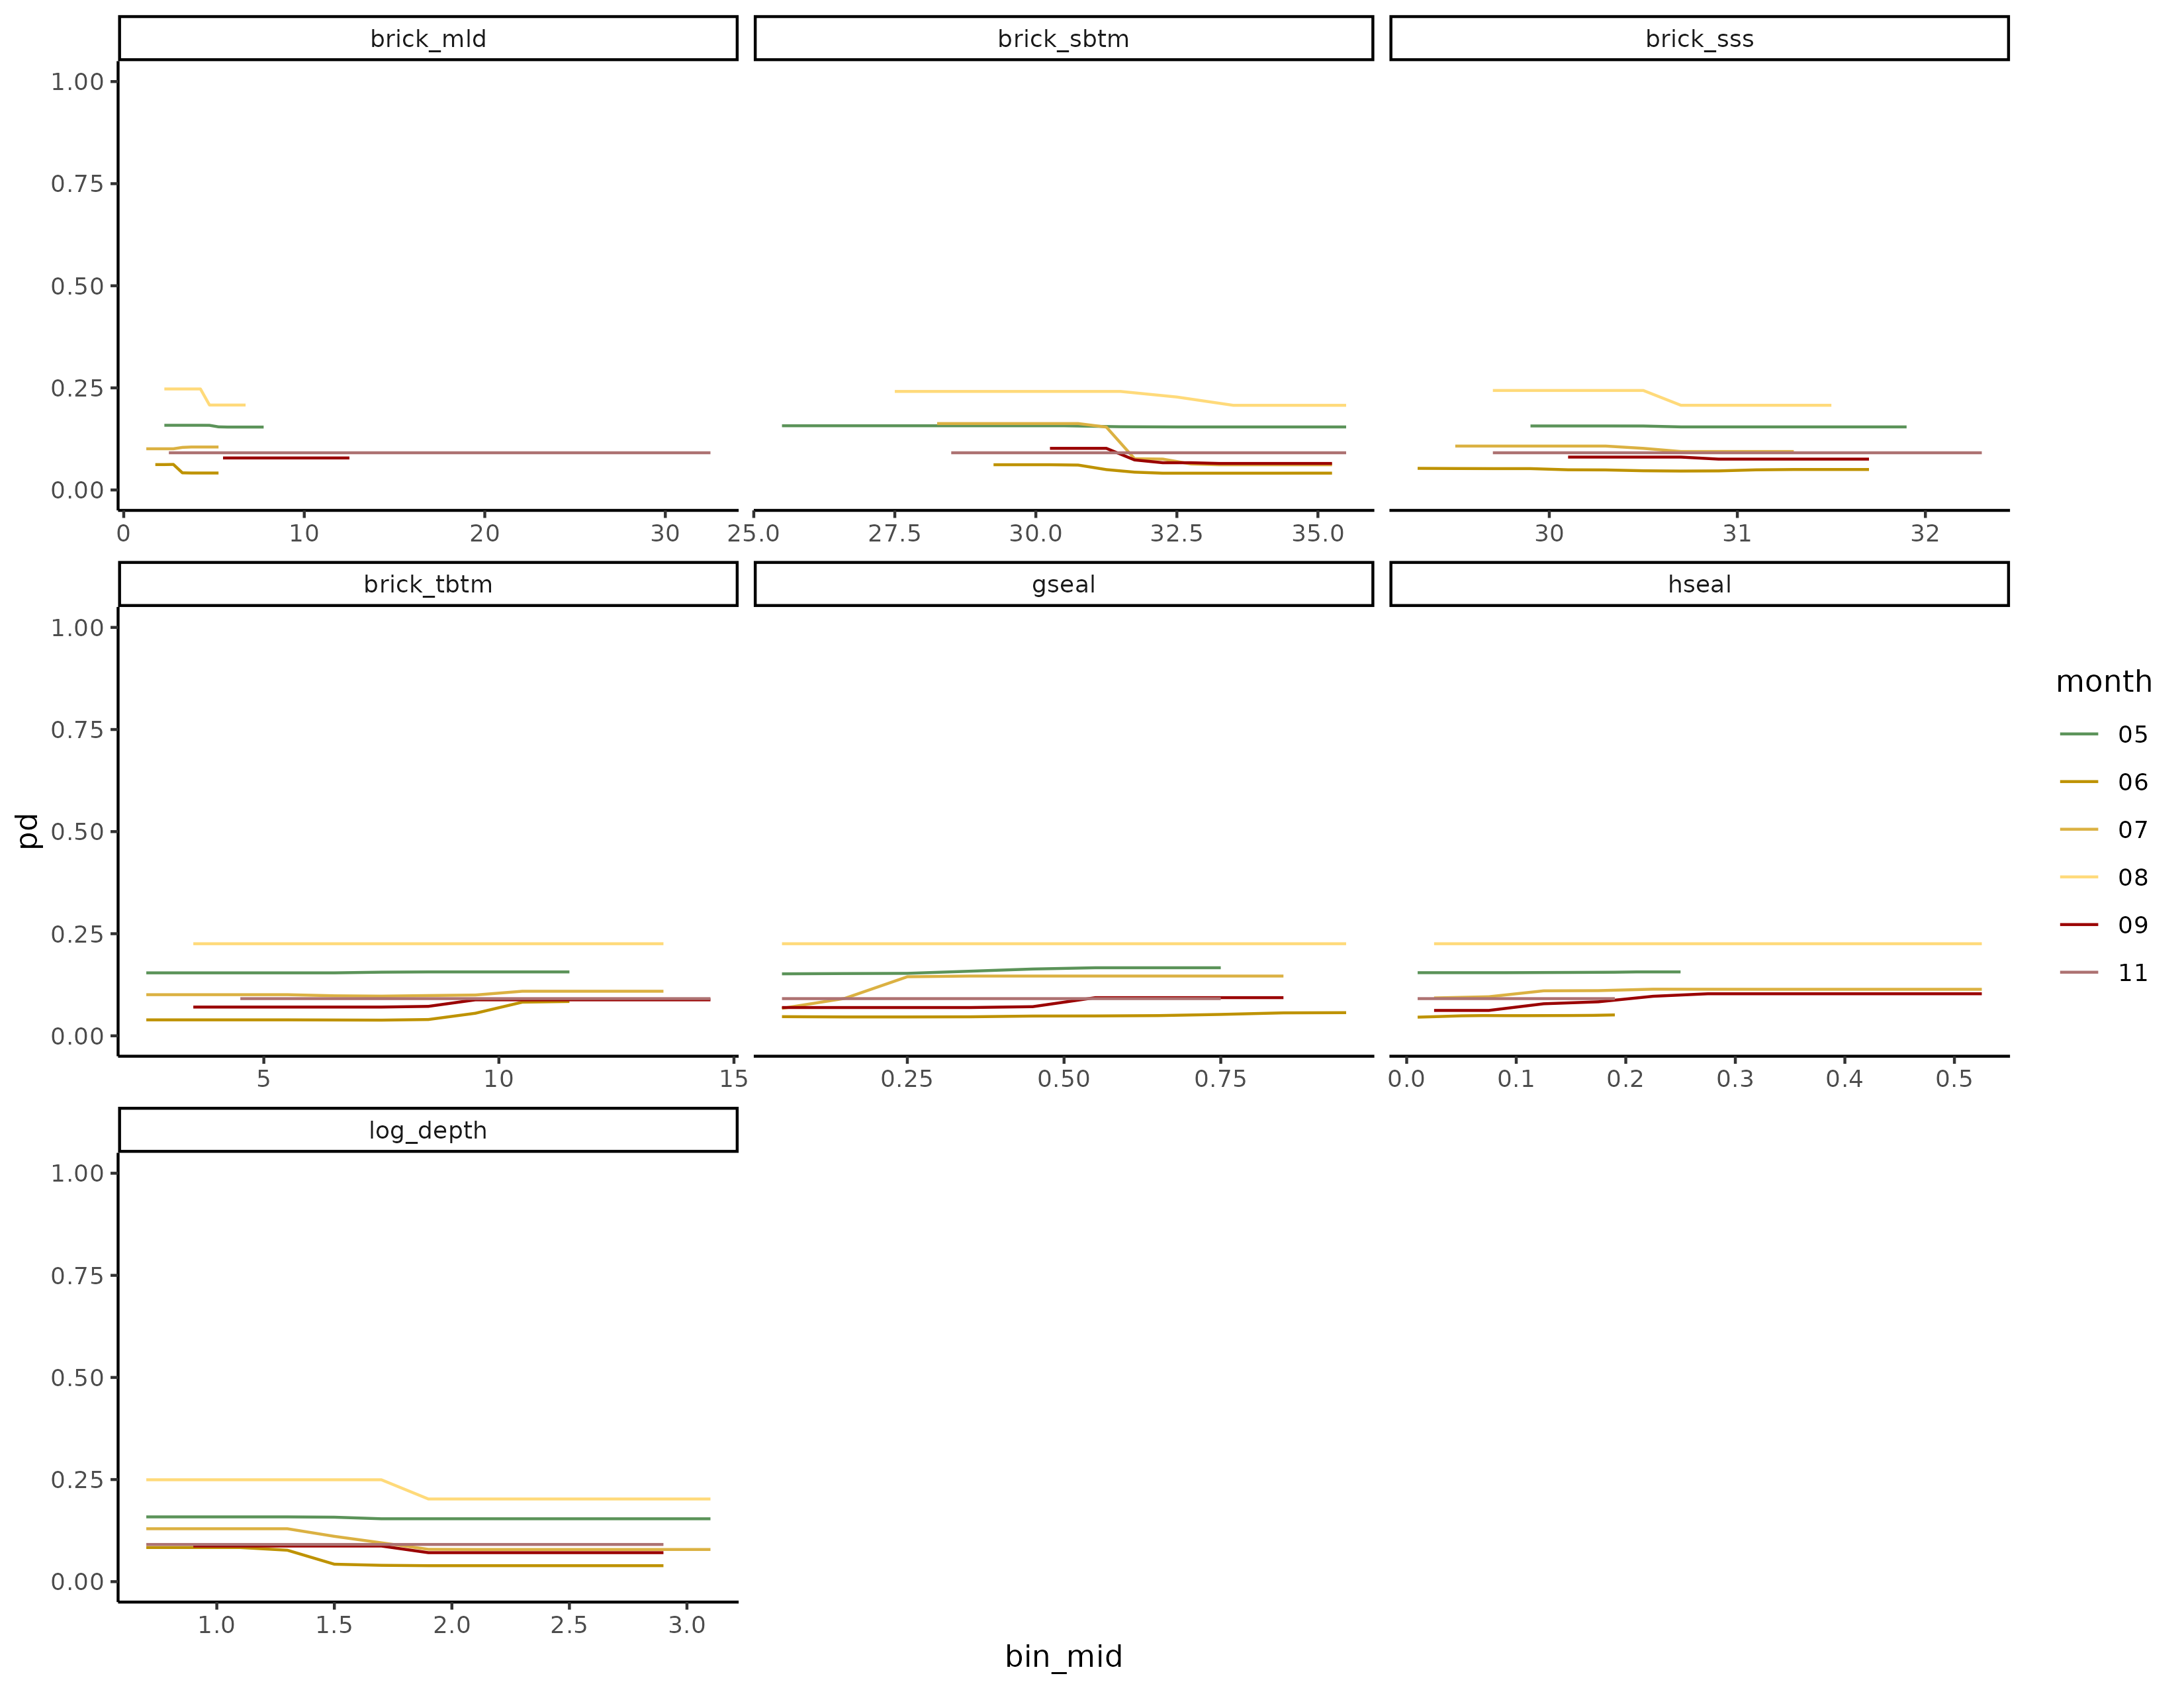 brick_mld brick_sbtm brick_sss
1.00
0.75
0.50
0.25
0.00
0 10 20 30 25.0 27.5 30.0 32.5 35.0 30 31 32
brick_tbtm gseal hseal
1.00
0.75
0.50
0.25
0.00
5 10 15 0.25 0.50 0.75 0.0 0.1 0.2 0.3 0.4 0.5
log_depth
1.00
0.75
0.50
0.25
0.00
1.0 1.5 2.0 2.5 3.0
bin_mid
pd
month
05
06
07
08
09
11